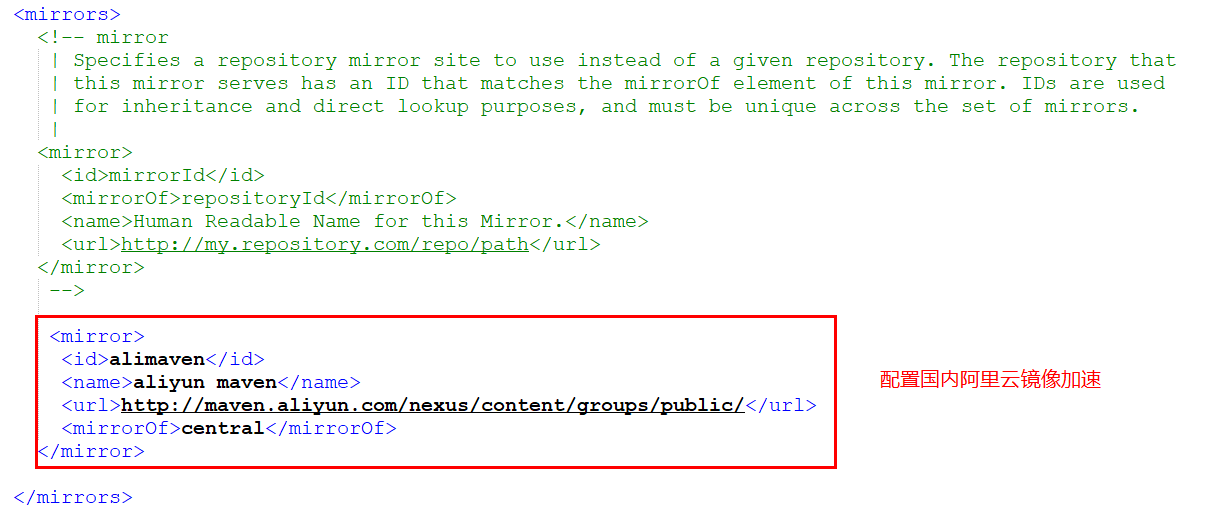 <mirrors>
<!-- mirror
| Specifies a repository mirror site to use instead of a given repository. The repository that
| this mirror serves has an ID that matches the mirrorOf element of this mirror. IDs are used
| for inheritance and direct lookup purposes, and must be unique across the set of mirrors.
|
<mirror>
<id>mirrorId</id>
<mirrorOf>repositoryId</mirrorOf>
<name>Human Readable Name for this Mirror.</name>
<url>http://my.repository.com/repo/path</url>
</mirror>
-->
<mirror>
<id>alimaven</id>
<name>aliyun maven</name>
配置国内阿里云镜像加速
<url>http://maven.aliyun.com/nexus/content/groups/public/</url>
<mirrorOf>central</mirrorOf>
</mirror>
</mirrors>